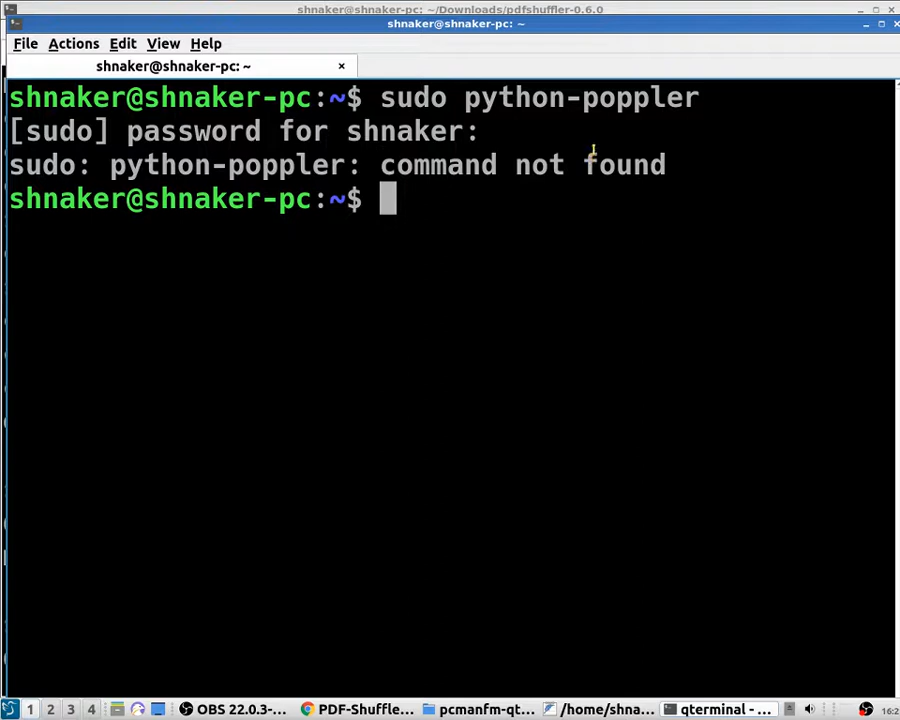 shnaker@shnaker-pc: ~/Downloads/pdfshuffler-0.6.0
shnaker@shnaker-pc: ~
File Actions Edit View Help
shnaker@shnaker-pc: ~ ×
shnaker@shnaker-pc:~$ sudo python-poppler
[sudo] password for shnaker:
sudo: python-poppler: command not found
shnaker@shnaker-pc:~$
1 2 3 4 OBS 22.0.3-... PDF-Shuffle... pcmanfm-qt... /home/shna... qterminal - ... 16:2